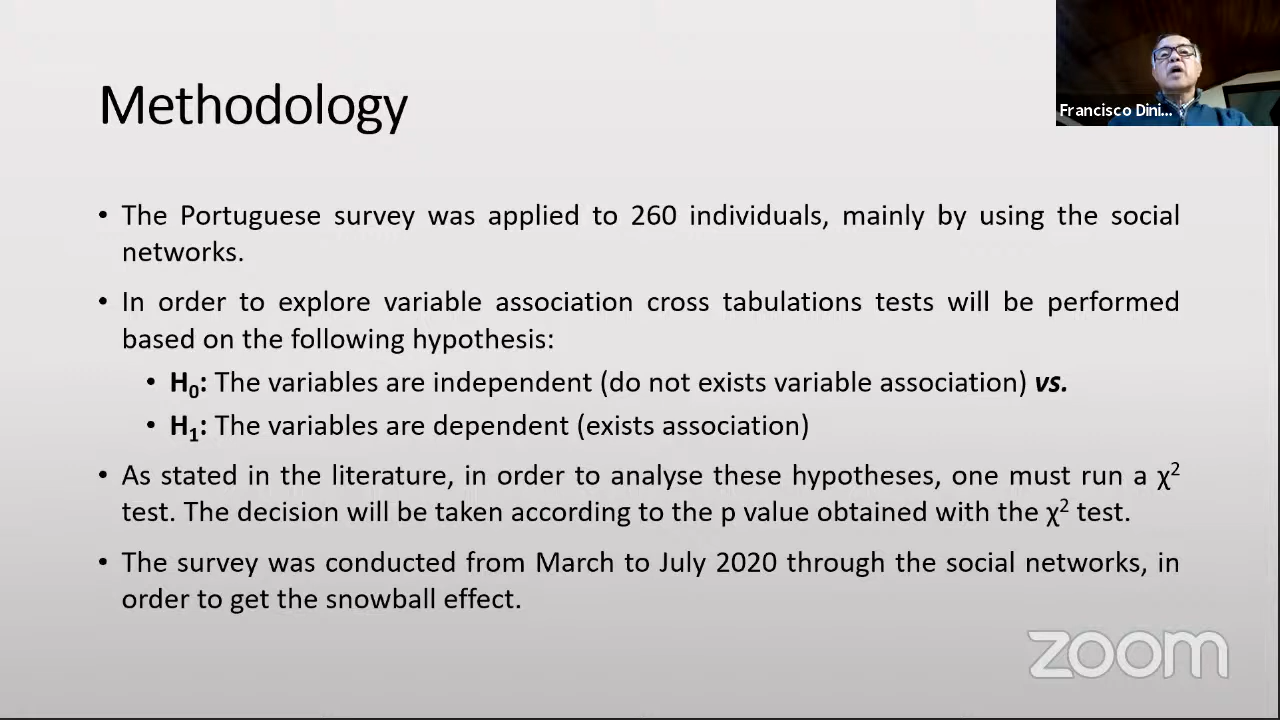 Methodology
Francisco Dini...
• The Portuguese survey was applied to 260 individuals, mainly by using the social
networks.
• In order to explore variable association cross tabulations tests will be performed
based on the following hypothesis:
• H₀: The variables are independent (do not exists variable association) vs.
• H₁: The variables are dependent (exists association)
• As stated in the literature, in order to analyse these hypotheses, one must run a χ²
test. The decision will be taken according to the p value obtained with the χ² test.
• The survey was conducted from March to July 2020 through the social networks, in
order to get the snowball effect.
zoom